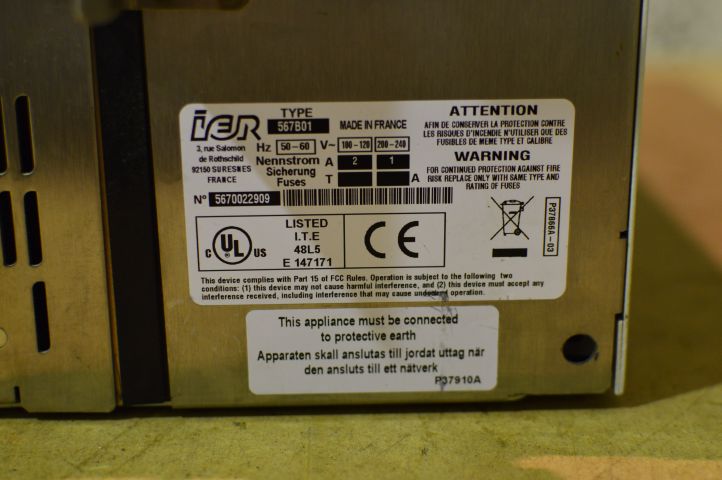 IER
TYPE
567B01
MADE IN FRANCE
3, rue Salomon
de Rothschild
92150 SURESNES
FRANCE
Hz 50-60 V~ 100-120 200-240
Nennstrom A 2 1
Sicherung
Fuses T A
N° 5670022909
ATTENTION
AFIN DE CONSERVER LA PROTECTION CONTRE
LES RISQUES D'INCENDIE N'UTILISER QUE DES
FUSIBLES DE MEME TYPE ET CALIBRE
WARNING
FOR CONTINUED PROTECTION AGAINST FIRE
RISK REPLACE ONLY WITH SAME TYPE AND
RATING OF FUSES
C UL US
LISTED
I.T.E
48L5
E 147171
CE
P37866A-03
This device complies with Part 15 of FCC Rules. Operation is subject to the following two
conditions: (1) this device may not cause harmful interference, and (2) this device must accept any
interference received, including interference that may cause undesired operation.
This appliance must be connected
to protective earth
Apparaten skall anslutas till jordat uttag när
den ansluts till ett nätverk
P37910A